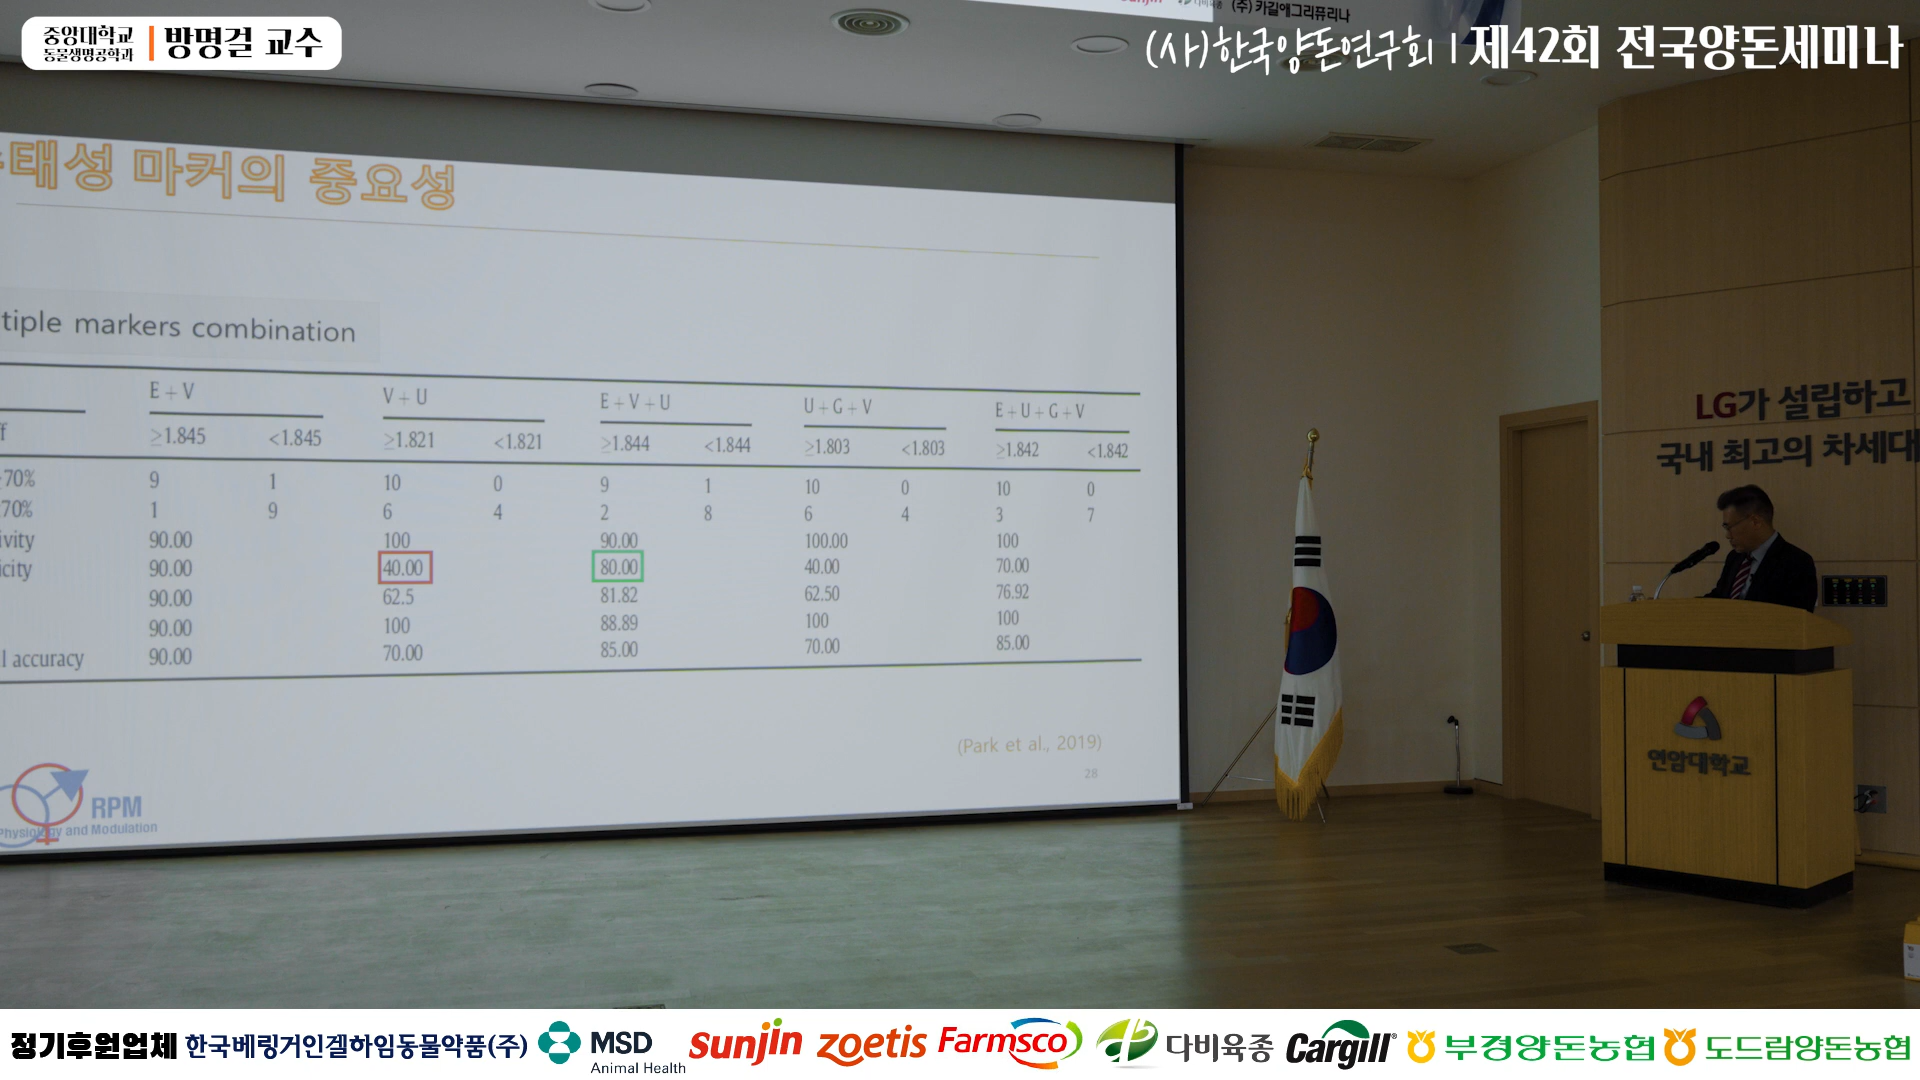 중앙대학교
동물생명공학과
방명걸 교수
(주) 카길애그리퓨리나
(사)한국양돈연구회 | 제42회 전국양돈세미나
태성 마커의 중요성
tiple markers combination
E + V V + U E + V + U U + G + V E + U + G + V
≥1.845 <1.845 ≥1.821 <1.821 ≥1.844 <1.844 ≥1.803 <1.803 ≥1.842 <1.842
70% 9 1 10 0 9 1 10 0 10 0
70% 1 9 6 4 2 8 6 4 3 7
ivity 90.00 100 90.00 100.00 100
icity 90.00 40.00 80.00 40.00 70.00
90.00 62.5 81.82 62.50 76.92
90.00 100 88.89 100 100
l accuracy 90.00 70.00 85.00 70.00 85.00
(Park et al., 2019)
28
RPM
Physiology and Modulation
LG가 설립하고
국내 최고의 차세대
연암대학교
정기후원업체 한국베링거인겔하임동물약품(주) MSD Animal Health sunjin zoetis Farmsco 다비육종 Cargill® 부경양돈농협 도드람양돈농협